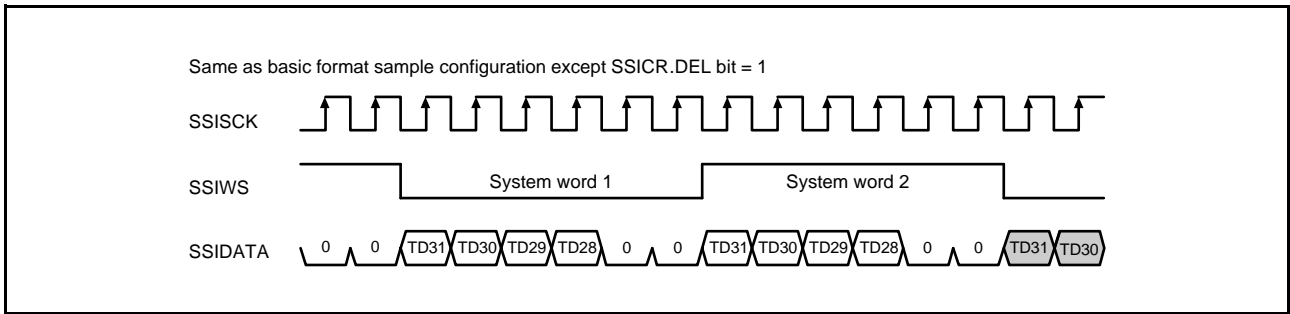 Same as basic format sample configuration except SSICR.DEL bit = 1
SSISCK
SSIWS System word 1 System word 2
SSIDATA 0 0 TD31 TD30 TD29 TD28 0 0 TD31 TD30 TD29 TD28 0 0 TD31 TD30